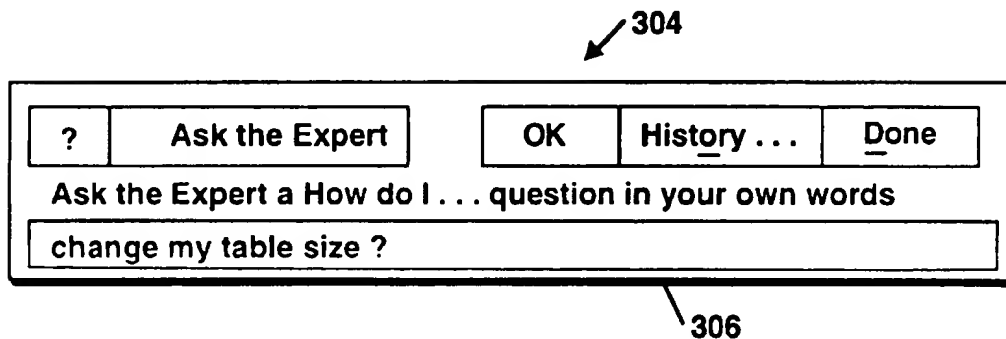 304
? Ask the Expert OK History . . . Done
Ask the Expert a How do I . . . question in your own words
change my table size ?
306